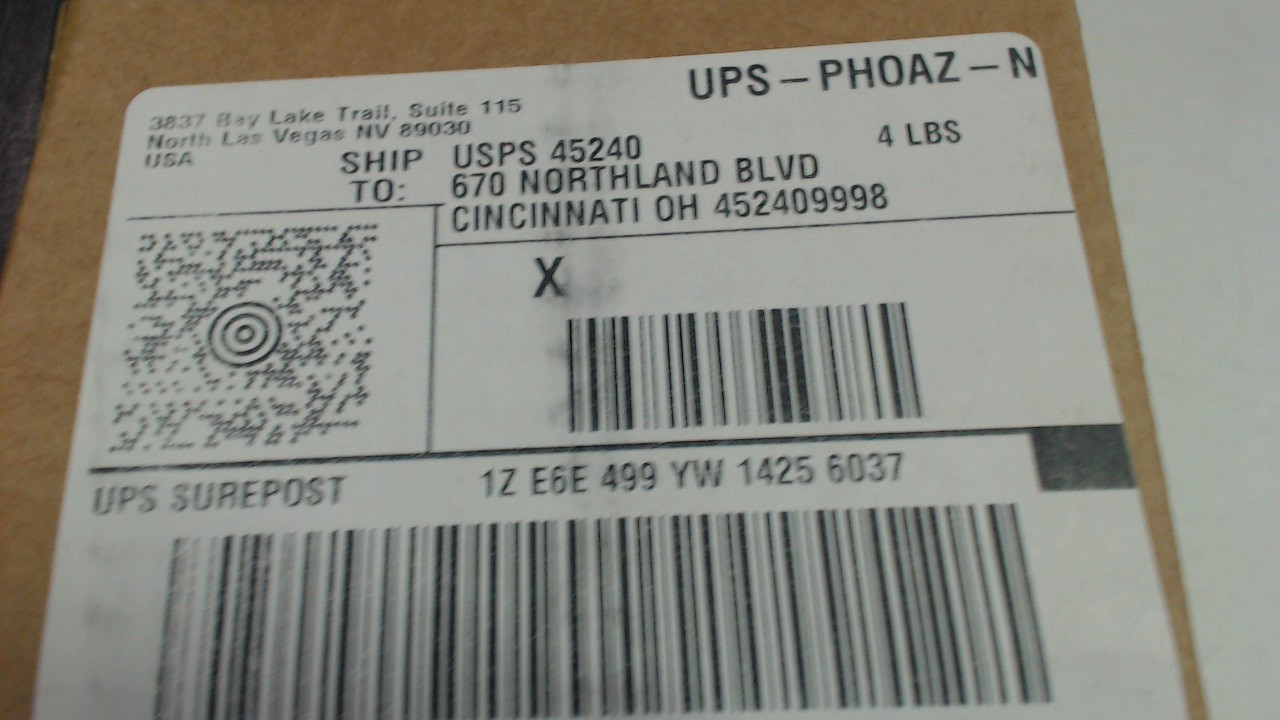 UPS – PHOAZ – N
3837 Bay Lake Trail, Suite 115
North Las Vegas NV 89030
USA
4 LBS
SHIP TO:
USPS 45240
670 NORTHLAND BLVD
CINCINNATI OH 452409998
X
UPS SUREPOST
1Z E6E 499 YW 1425 6037